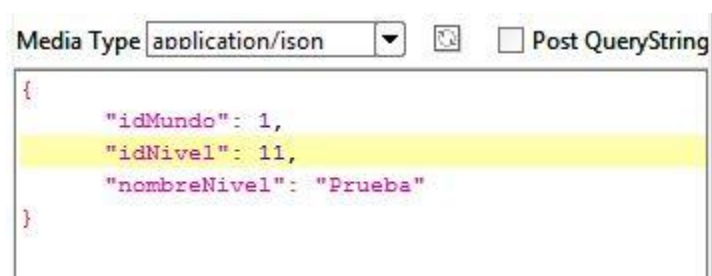 Media Type application/json Post QueryString
{
"idMundo": 1,
"idNivel": 11,
"nombreNivel": "Prueba"
}